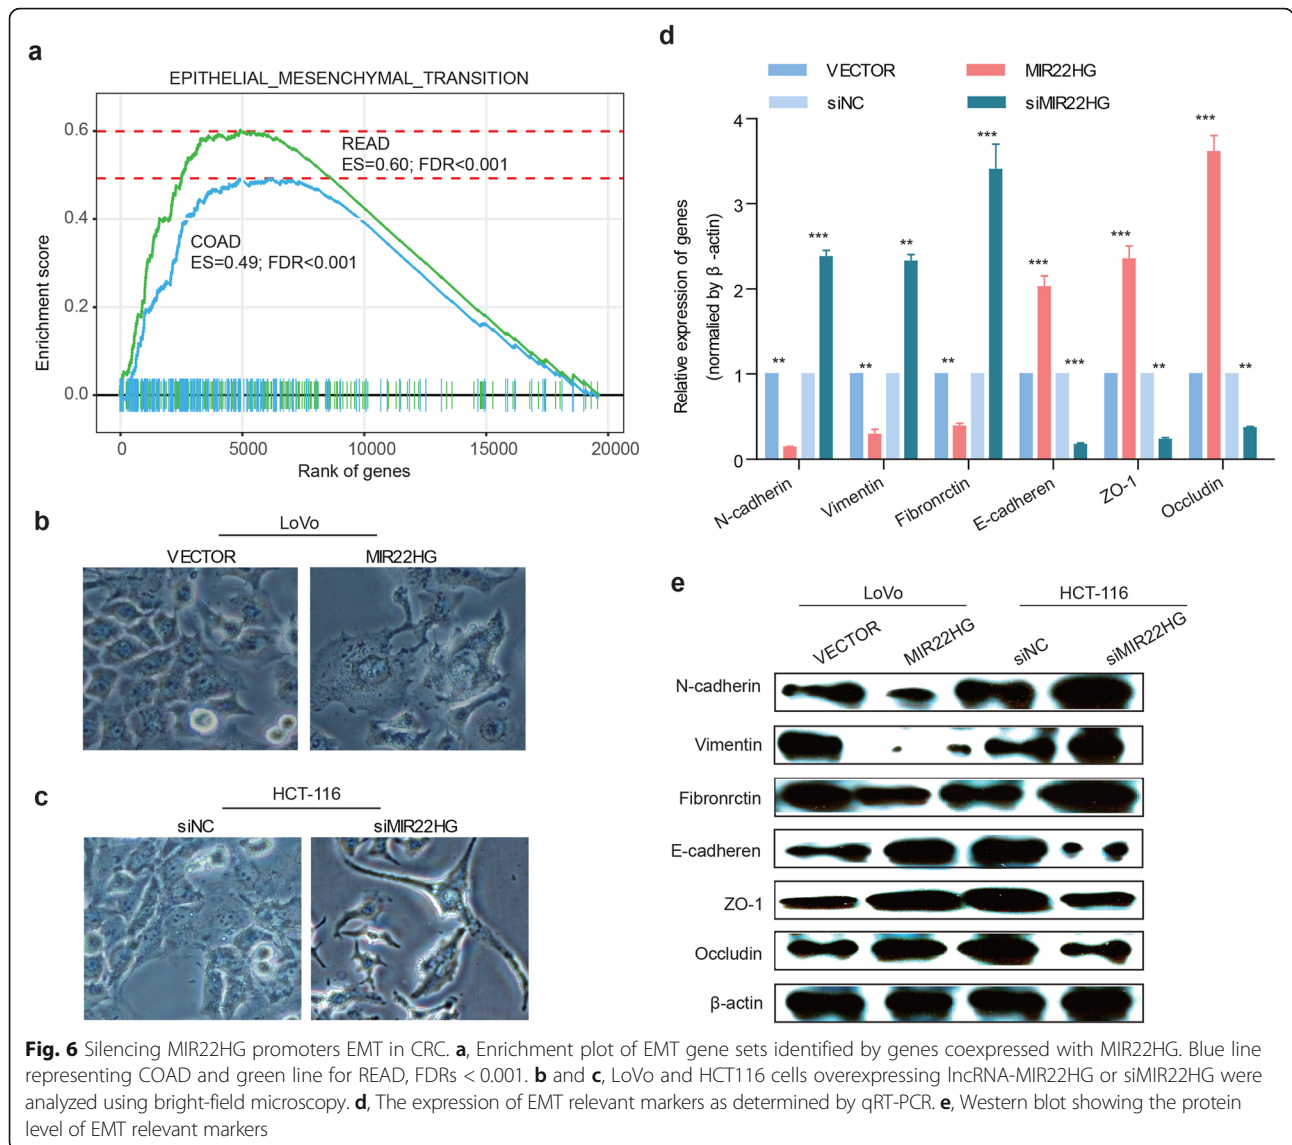 a
EPITHELIAL_MESENCHYMAL_TRANSITION
Enrichment score
0.6
0.4
0.2
0.0
READ
ES=0.60; FDR<0.001
COAD
ES=0.49; FDR<0.001
0 5000 10000 15000 20000
Rank of genes
b
LoVo
VECTOR MIR22HG
c
HCT-116
siNC siMIR22HG
d
VECTOR MIR22HG
siNC siMIR22HG
Relative expression of genes
(normalied by β -actin)
4
3
2
1
0
** *** ** ** ** *** *** *** *** ** *** **
N-cadherin Vimentin Fibronrctin E-cadheren ZO-1 Occludin
e
LoVo HCT-116
VECTOR MIR22HG siNC siMIR22HG
N-cadherin
Vimentin
Fibronrctin
E-cadheren
ZO-1
Occludin
β-actin
Fig. 6 Silencing MIR22HG promoters EMT in CRC. a, Enrichment plot of EMT gene sets identified by genes coexpressed with MIR22HG. Blue line
representing COAD and green line for READ, FDRs < 0.001. b and c, LoVo and HCT116 cells overexpressing lncRNA-MIR22HG or siMIR22HG were
analyzed using bright-field microscopy. d, The expression of EMT relevant markers as determined by qRT-PCR. e, Western blot showing the protein
level of EMT relevant markers